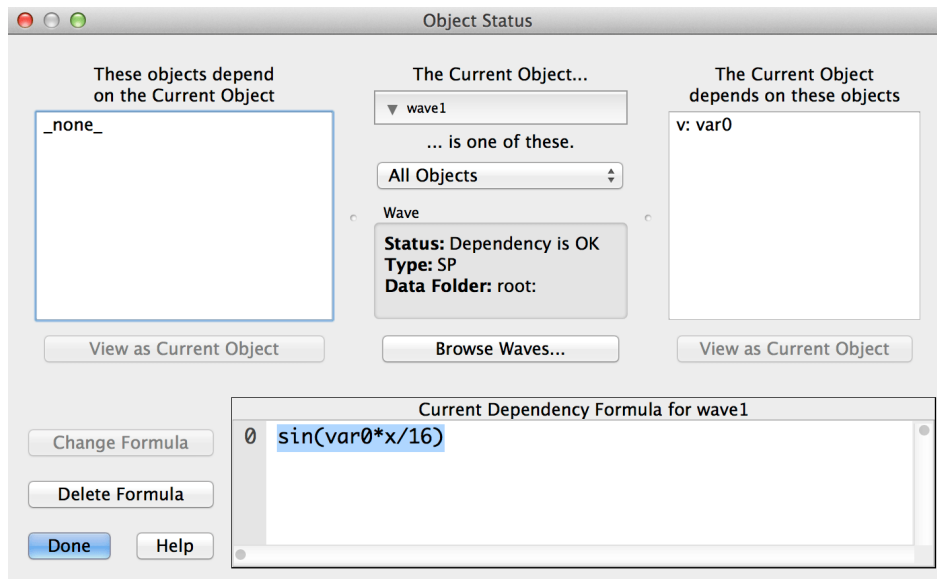 Object Status
These objects depend
on the Current Object
_none_
View as Current Object
The Current Object...
wave1
... is one of these.
All Objects
Wave
Status: Dependency is OK
Type: SP
Data Folder: root:
Browse Waves...
The Current Object
depends on these objects
v: var0
View as Current Object
Change Formula
Delete Formula
Done
Help
Current Dependency Formula for wave1
0 sin(var0*x/16)